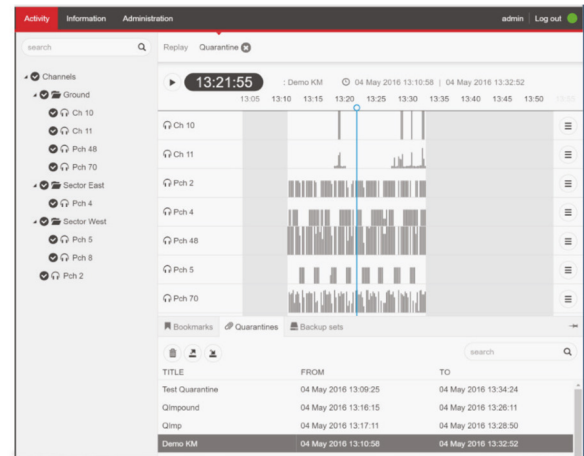 Activity Information Administration admin Log out
search
Channels
Ground
Ch 10
Ch 11
Pch 48
Pch 70
Sector East
Pch 4
Sector West
Pch 5
Pch 8
Pch 2
Replay Quarantine
13:21:55 : Demo KM 04 May 2016 13:10:58 | 04 May 2016 13:32:52
13:05 13:10 13:15 13:20 13:25 13:30 13:35 13:40 13:45 13:50
Ch 10
Ch 11
Pch 2
Pch 4
Pch 48
Pch 5
Pch 70
Bookmarks Quarantines Backup sets
search
TITLE FROM TO
Test Quarantine 04 May 2016 13:09:25 04 May 2016 13:34:24
QImpound 04 May 2016 13:16:15 04 May 2016 13:26:11
QImp 04 May 2016 13:17:11 04 May 2016 13:28:50
Demo KM 04 May 2016 13:10:58 04 May 2016 13:32:52